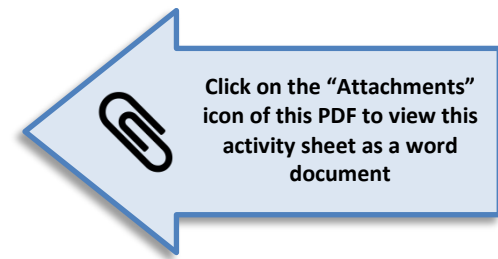 Click on the “Attachments”
icon of this PDF to view this
activity sheet as a word
document